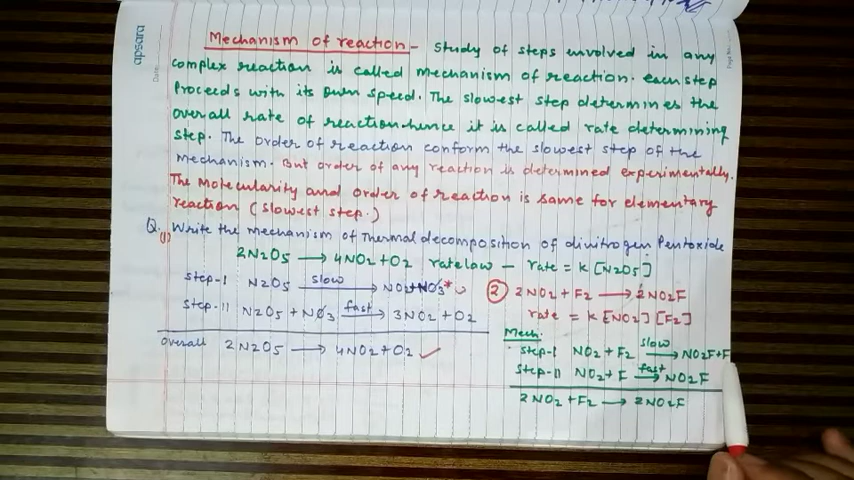 apsara
Date:
Page No.:
Mechanism of reaction - Study of steps involved in any
complex reaction is called mechanism of reaction. each step
Proceeds with its own speed. The slowest step determines the
overall rate of reaction hence it is called rate determining
step. The order of reaction conform the slowest step of the
mechanism. But order of any reaction is determined experimentally.
The Molecularity and order of reaction is same for elementary
reaction (slowest step.)
Q. (1) Write the mechanism of Thermal decomposition of dinitrogen Pentoxide
2N2O5 → 4NO2 + O2 rate law - rate = k [N2O5]
step-I N2O5 slow → NO2 + NO3*
step-II N2O5 + NO3 fast → 3NO2 + O2
overall 2N2O5 → 4NO2 + O2 ✓
(2) 2NO2 + F2 → 2NO2F
rate = k [NO2] [F2]
Mech.
step-I NO2 + F2 slow → NO2F + F
step-II NO2 + F fast → NO2F
2NO2 + F2 → 2NO2F